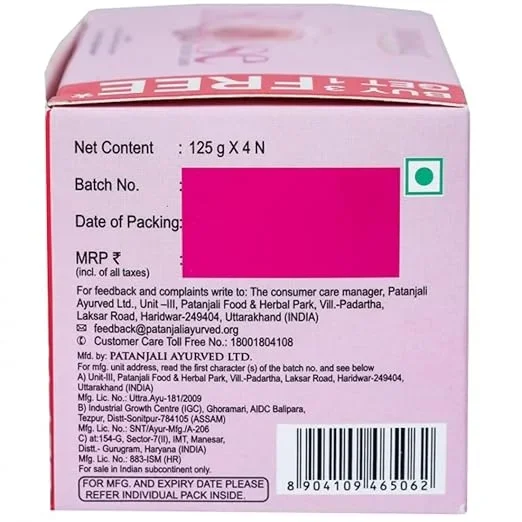 BUY 3
GET 1
FREE*
Net Content : 125 g X 4 N
Batch No. :
Date of Packing:
MRP ₹ :
(incl. of all taxes)
For feedback and complaints write to: The consumer care manager, Patanjali
Ayurved Ltd., Unit –III, Patanjali Food & Herbal Park, Vill.-Padartha,
Laksar Road, Haridwar-249404, Uttarakhand (INDIA)
✉ feedback@patanjaliayurved.org
✆ Customer Care Toll Free No.: 18001804108
Mfd. by: PATANJALI AYURVED LTD.
For mfg. unit address, read the first character (s) of the batch no. and see below
A) Unit-III, Patanjali Food & Herbal Park, Vill.-Padartha, Laksar Road, Haridwar-249404,
Uttarakhand (INDIA)
Mfg. Lic. No.: Uttra.Ayu-181/2009
B) Industrial Growth Centre (IGC), Ghoramari, AIDC Balipara,
Tezpur, Distt-Sonitpur-784105 (ASSAM)
Mfg. Lic. No.: SNT/Ayur-Mfg./A-206
C) at:154-G, Sector-7(II), IMT, Manesar,
Distt.- Gurugram, Haryana (INDIA)
Mfg. Lic. No.: 883-ISM (HR)
For sale in Indian subcontinent only.
FOR MFG. AND EXPIRY DATE PLEASE
REFER INDIVIDUAL PACK INSIDE.
8 904109 465062